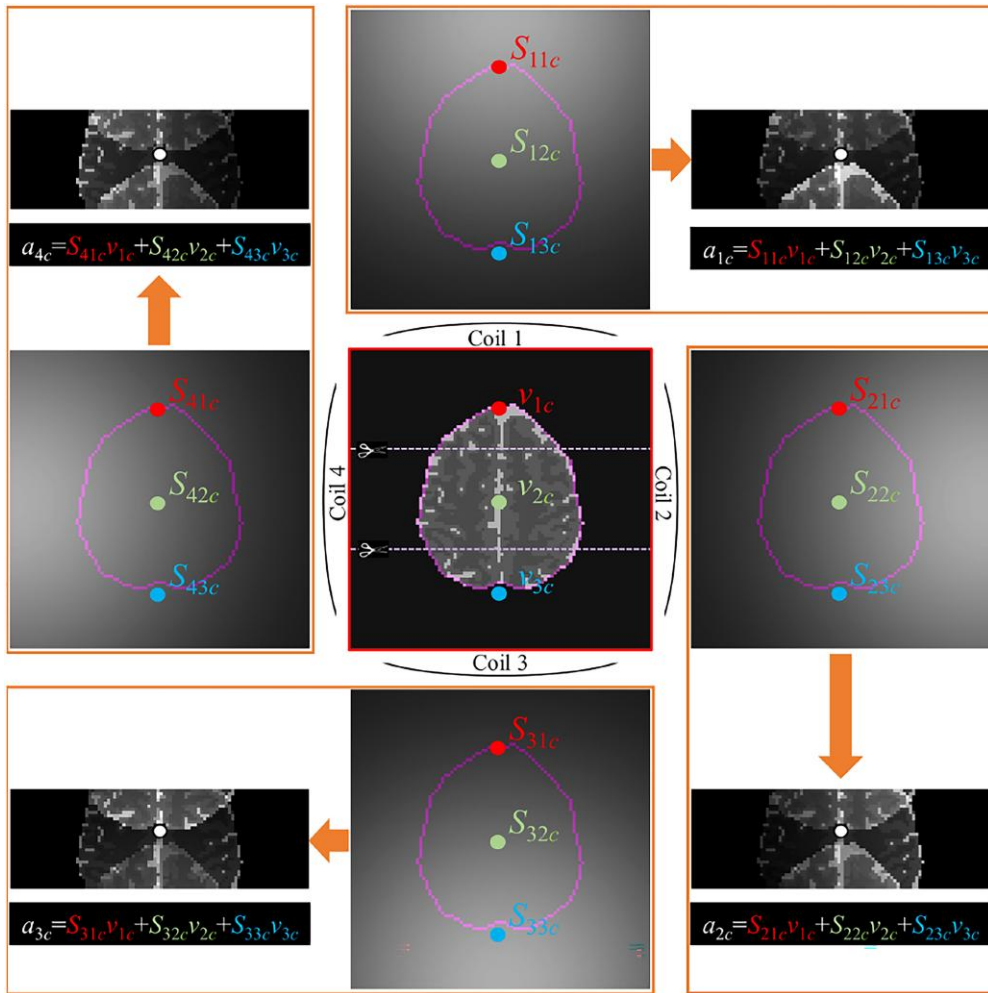 S11c
S12c
S13c
a4c=S41cv1c+S42cv2c+S43cv3c
a1c=S11cv1c+S12cv2c+S13cv3c
Coil 1
S41c
S42c
S43c
Coil 4
v1c
v2c
v3c
Coil 2
S21c
S22c
S23c
Coil 3
S31c
S32c
S33c
a3c=S31cv1c+S32cv2c+S33cv3c
a2c=S21cv1c+S22cv2c+S23cv3c